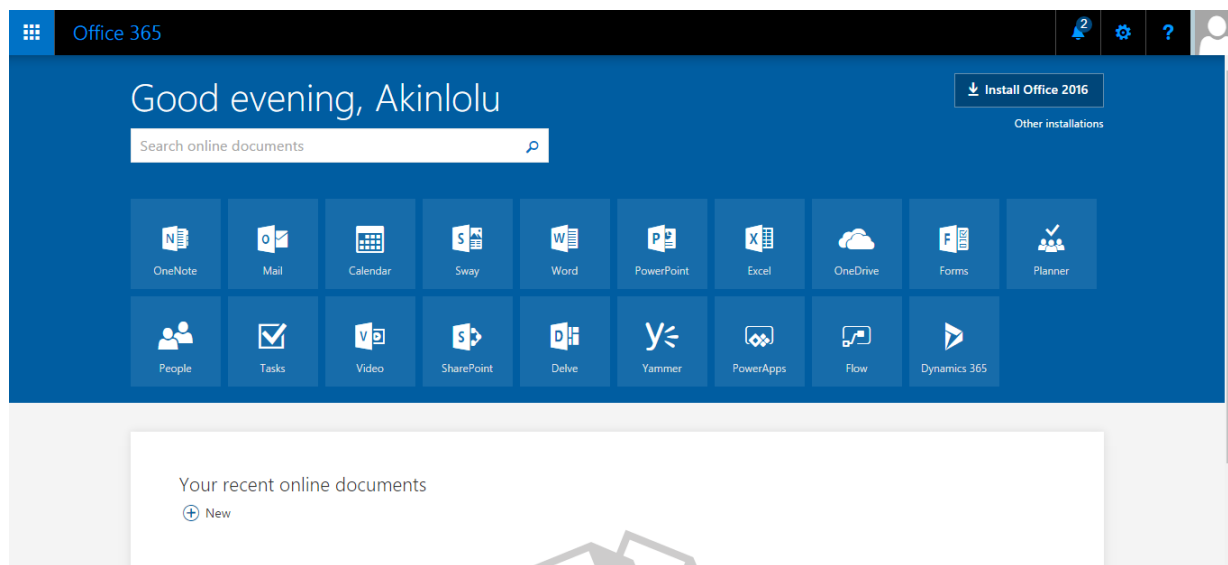 Office 365
2
?
Good evening, Akinlolu
Install Office 2016
Other installations
Search online documents
N
O
S
W
P
X
F
OneNote Mail Calendar Sway Word PowerPoint Excel OneDrive Forms Planner
V
S
D
y
People Tasks Video SharePoint Delve Yammer PowerApps Flow Dynamics 365
Your recent online documents
New